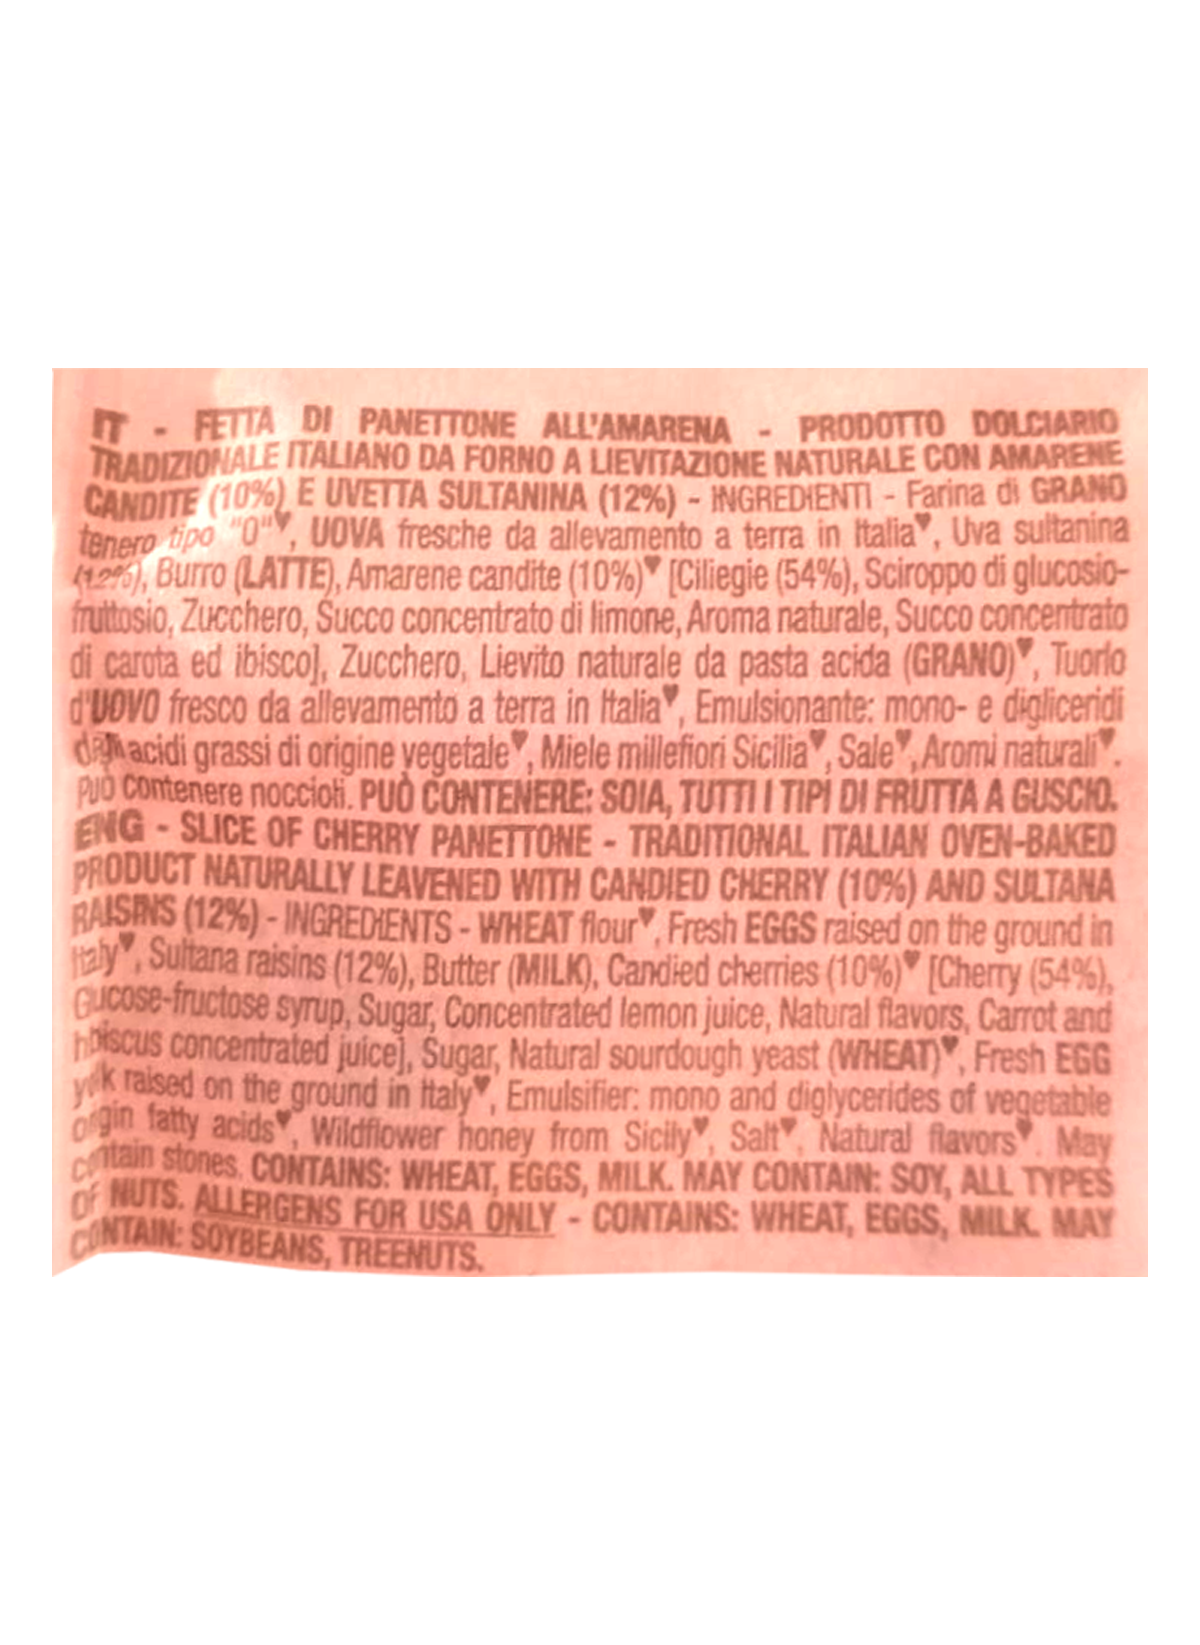 IT - FETTA DI PANETTONE ALL'AMARENA - PRODOTTO DOLCIARIO
TRADIZIONALE ITALIANO DA FORNO A LIEVITAZIONE NATURALE CON AMARENE
CANDITE (10%) E UVETTA SULTANINA (12%) - INGREDIENTI - Farina di GRANO
tenero tipo "0"♥, UOVA fresche da allevamento a terra in Italia♥, Uva sultanina
(12%), Burro (LATTE), Amarene candite (10%)♥ [Ciliegie (54%), Sciroppo di glucosio-
fruttosio, Zucchero, Succo concentrato di limone, Aroma naturale, Succo concentrato
di carota ed ibisco], Zucchero, Lievito naturale da pasta acida (GRANO)♥, Tuorlo
d'UOVO fresco da allevamento a terra in Italia♥, Emulsionante: mono- e digliceridi
degli acidi grassi di origine vegetale♥, Miele millefiori Sicilia♥, Sale♥, Aromi naturali♥.
Può contenere noccioli. PUÒ CONTENERE: SOIA, TUTTI I TIPI DI FRUTTA A GUSCIO.
ENG - SLICE OF CHERRY PANETTONE - TRADITIONAL ITALIAN OVEN-BAKED
PRODUCT NATURALLY LEAVENED WITH CANDIED CHERRY (10%) AND SULTANA
RAISINS (12%) - INGREDIENTS - WHEAT flour♥, Fresh EGGS raised on the ground in
Italy♥, Sultana raisins (12%), Butter (MILK), Candied cherries (10%)♥ [Cherry (54%),
Glucose-fructose syrup, Sugar, Concentrated lemon juice, Natural flavors, Carrot and
hibiscus concentrated juice], Sugar, Natural sourdough yeast (WHEAT)♥, Fresh EGG
yolk raised on the ground in Italy♥, Emulsifier: mono and diglycerides of vegetable
origin fatty acids♥, Wildflower honey from Sicily♥, Salt♥, Natural flavors♥. May
contain stones. CONTAINS: WHEAT, EGGS, MILK. MAY CONTAIN: SOY, ALL TYPES
OF NUTS. ALLERGENS FOR USA ONLY - CONTAINS: WHEAT, EGGS, MILK. MAY
CONTAIN: SOYBEANS, TREENUTS.